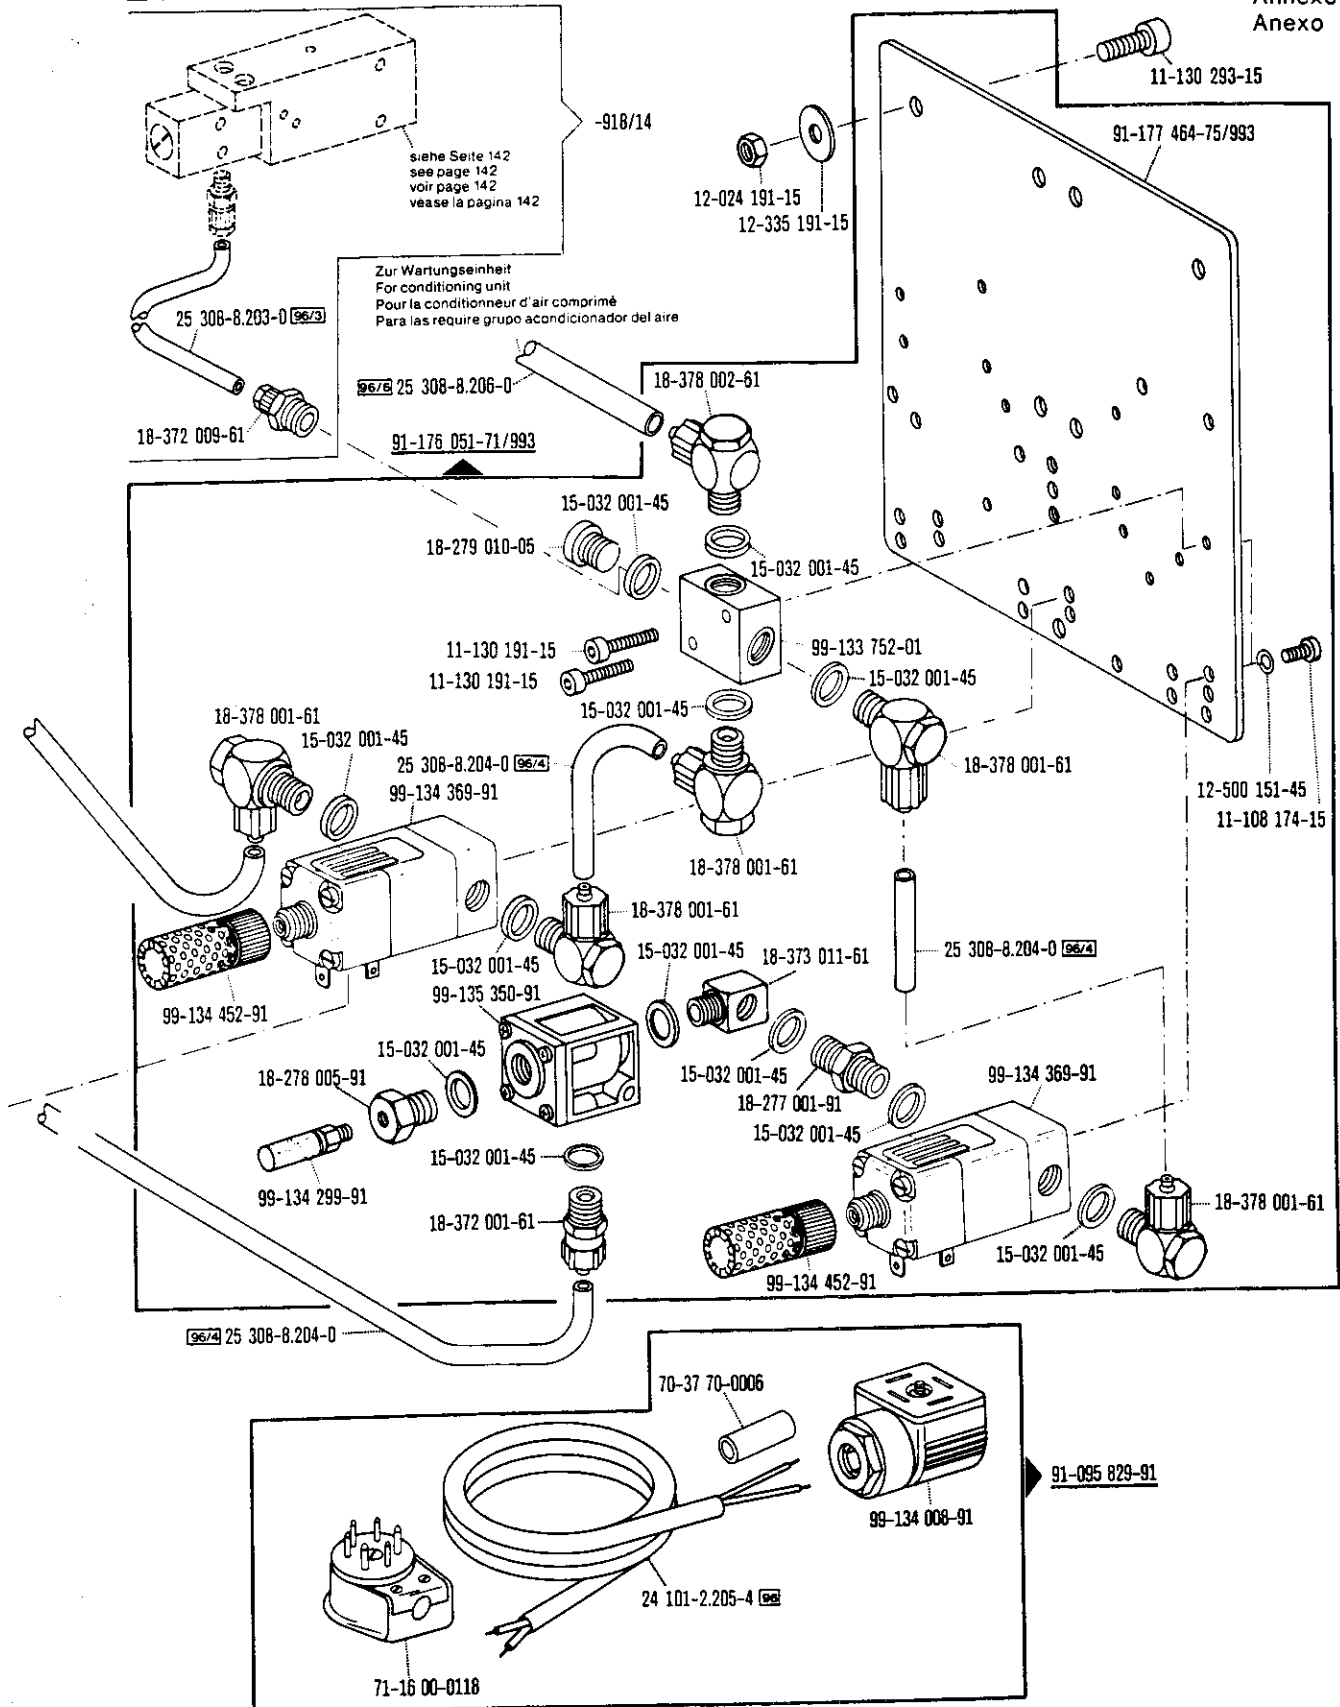 Annexe
Anexo
11-130 293-15
-918/14
91-177 464-75/993
siehe Seite 142
see page 142
voir page 142
véase la pagina 142
12-024 191-15
12-335 191-15
Zur Wartungseinheit
For conditioning unit
Pour la conditionneur d'air comprimé
Para las require grupo acondicionador del aire
25 308-8.203-0 96/3
96/6 25 308-8.206-0
18-378 002-61
18-372 009-61
91-176 051-71/993
15-032 001-45
18-279 010-05
15-032 001-45
11-130 191-15
99-133 752-01
11-130 191-15
15-032 001-45
15-032 001-45
18-378 001-61
15-032 001-45
25 308-8.204-0 96/4
18-378 001-61
99-134 369-91
12-500 151-45
11-108 174-15
18-378 001-61
18-378 001-61
15-032 001-45
15-032 001-45
18-373 011-61
25 308-8.204-0 96/4
99-135 350-91
99-134 452-91
15-032 001-45
18-278 005-91
15-032 001-45
99-134 369-91
18-277 001-91
15-032 001-45
15-032 001-45
99-134 299-91
18-378 001-61
18-372 001-61
15-032 001-45
99-134 452-91
96/4 25 308-8.204-0
70-37 70-0006
91-095 829-91
99-134 008-91
24 101-2.205-4 96
71-16 00-0118